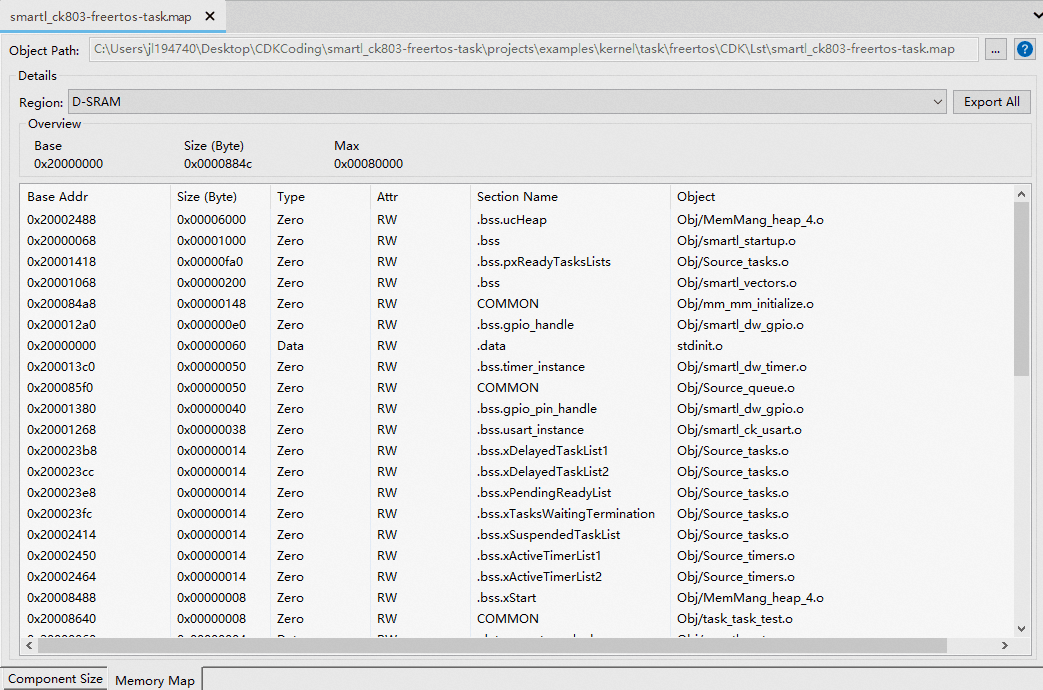 smartl_ck803-freertos-task.map
Object Path: C:\Users\jl194740\Desktop\CDKCoding\smartl_ck803-freertos-task\projects\examples\kernel\task\freertos\CDK\Lst\smartl_ck803-freertos-task.map ... ?
Details
Region: D-SRAM Export All
Overview
Base Size (Byte) Max
0x20000000 0x0000884c 0x00080000
Base Addr Size (Byte) Type Attr Section Name Object
0x20002488 0x00006000 Zero RW .bss.ucHeap Obj/MemMang_heap_4.o
0x20000068 0x00001000 Zero RW .bss Obj/smartl_startup.o
0x20001418 0x00000fa0 Zero RW .bss.pxReadyTasksLists Obj/Source_tasks.o
0x20001068 0x00000200 Zero RW .bss Obj/smartl_vectors.o
0x200084a8 0x00000148 Zero RW COMMON Obj/mm_mm_initialize.o
0x200012a0 0x000000e0 Zero RW .bss.gpio_handle Obj/smartl_dw_gpio.o
0x20000000 0x00000060 Data RW .data stdinit.o
0x200013c0 0x00000050 Zero RW .bss.timer_instance Obj/smartl_dw_timer.o
0x200085f0 0x00000050 Zero RW COMMON Obj/Source_queue.o
0x20001380 0x00000040 Zero RW .bss.gpio_pin_handle Obj/smartl_dw_gpio.o
0x20001268 0x00000038 Zero RW .bss.usart_instance Obj/smartl_ck_usart.o
0x200023b8 0x00000014 Zero RW .bss.xDelayedTaskList1 Obj/Source_tasks.o
0x200023cc 0x00000014 Zero RW .bss.xDelayedTaskList2 Obj/Source_tasks.o
0x200023e8 0x00000014 Zero RW .bss.xPendingReadyList Obj/Source_tasks.o
0x200023fc 0x00000014 Zero RW .bss.xTasksWaitingTermination Obj/Source_tasks.o
0x20002414 0x00000014 Zero RW .bss.xSuspendedTaskList Obj/Source_tasks.o
0x20002450 0x00000014 Zero RW .bss.xActiveTimerList1 Obj/Source_timers.o
0x20002464 0x00000014 Zero RW .bss.xActiveTimerList2 Obj/Source_timers.o
0x20008488 0x00000008 Zero RW .bss.xStart Obj/MemMang_heap_4.o
0x20008640 0x00000008 Zero RW COMMON Obj/task_task_test.o
Component Size Memory Map